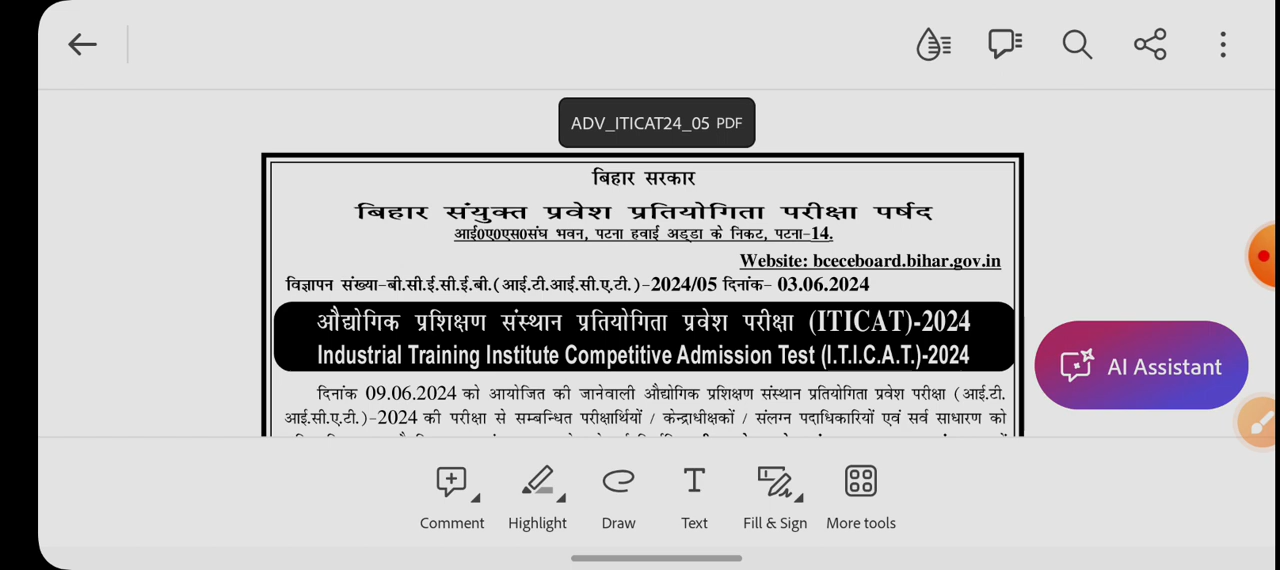 ADV_ITICAT24_05 PDF
बिहार सरकार
बिहार संयुक्त प्रवेश प्रतियोगिता परीक्षा पर्षद
आई0ए0एस0संघ भवन, पटना हवाई अड्डा के निकट, पटना-14.
Website: bceceboard.bihar.gov.in
विज्ञापन संख्या-बी.सी.ई.सी.ई.बी.(आई.टी.आई.सी.ए.टी.)-2024/05 दिनांक- 03.06.2024
औद्योगिक प्रशिक्षण संस्थान प्रतियोगिता प्रवेश परीक्षा (ITICAT)-2024
Industrial Training Institute Competitive Admission Test (I.T.I.C.A.T.)-2024
दिनांक 09.06.2024 को आयोजित की जानेवाली औद्योगिक प्रशिक्षण संस्थान प्रतियोगिता प्रवेश परीक्षा (आई.टी.
आई.सी.ए.टी.)-2024 की परीक्षा से सम्बन्धित परीक्षार्थियों / केन्द्राधीक्षकों / संलग्न पदाधिकारियों एवं सर्व साधारण को
AI Assistant
Comment
Highlight
Draw
Text
Fill & Sign
More tools